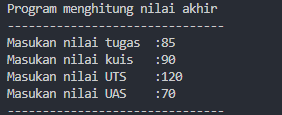 Program menghitung nilai akhir
-------------------------------
Masukan nilai tugas  :85
Masukan nilai kuis   :90
Masukan nilai UTS    :120
Masukan nilai UAS    :70
-------------------------------